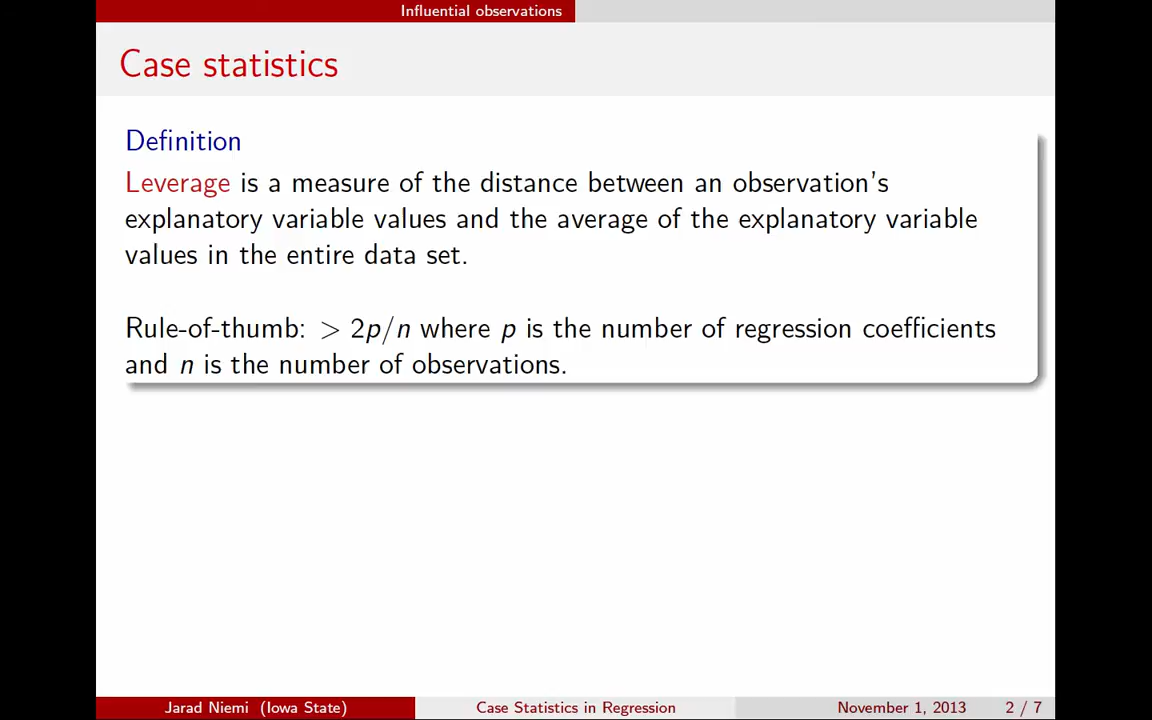 Influential observations
Case statistics
Definition
Leverage is a measure of the distance between an observation's
explanatory variable values and the average of the explanatory variable
values in the entire data set.
Rule-of-thumb: > 2p/n where p is the number of regression coefficients
and n is the number of observations.
Jarad Niemi (Iowa State) Case Statistics in Regression November 1, 2013 2 / 7